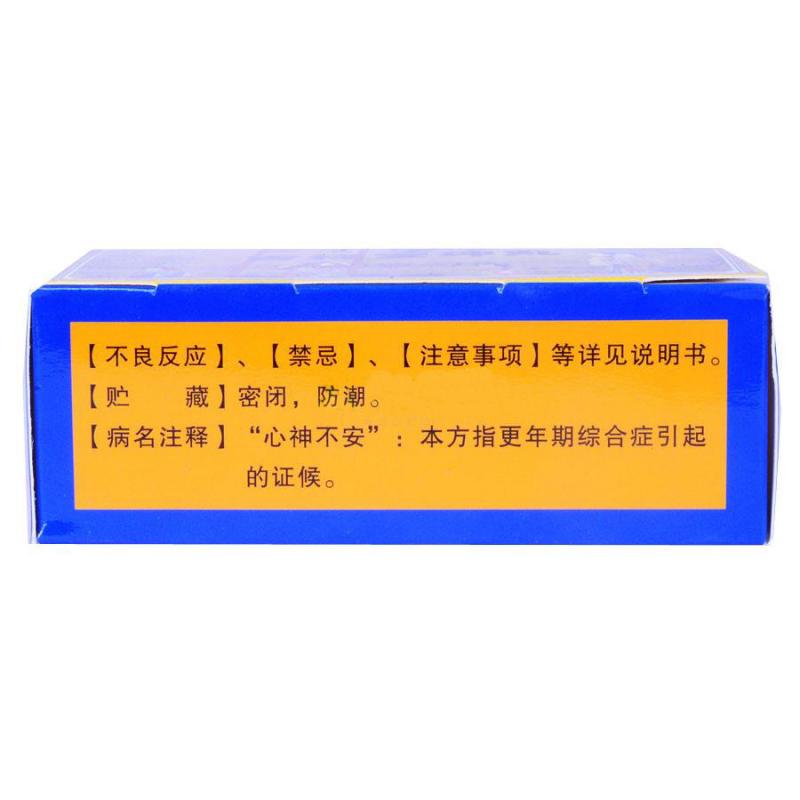 【不良反应】、【禁忌】、【注意事项】等详见说明书。
【贮　　藏】密闭，防潮。
【病名注释】“心神不安”：本方指更年期综合症引起
的证候。